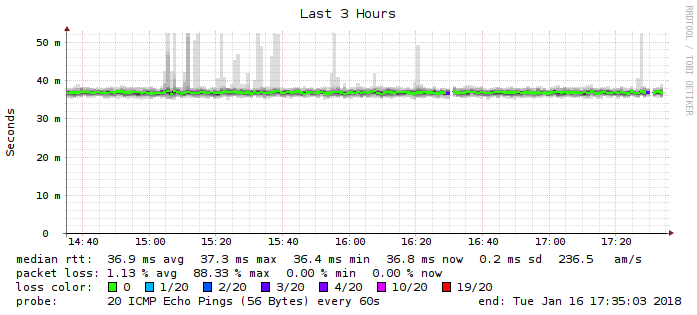 Last 3 Hours
RRDTOOL / TOBI OETIKER
Seconds
50 m
40 m
30 m
20 m
10 m
0
14:40 15:00 15:20 15:40 16:00 16:20 16:40 17:00 17:20
median rtt: 36.9 ms avg 37.3 ms max 36.4 ms min 36.8 ms now 0.2 ms sd 236.5 am/s
packet loss: 1.13 % avg 88.33 % max 0.00 % min 0.00 % now
loss color: 0 1/20 2/20 3/20 4/20 10/20 19/20
probe: 20 ICMP Echo Pings (56 Bytes) every 60s end: Tue Jan 16 17:35:03 2018